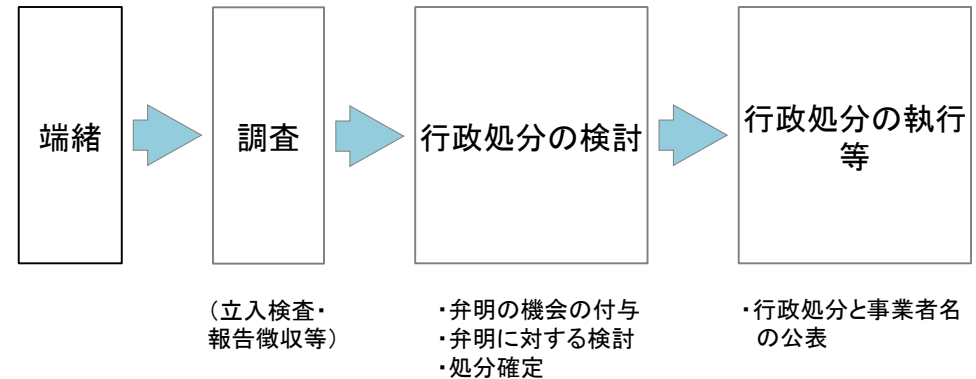 端緒
調査
行政処分の検討
行政処分の執行
等
（立入検査・
報告徴収等）
・弁明の機会の付与
・弁明に対する検討
・処分確定
・行政処分と事業者名
の公表